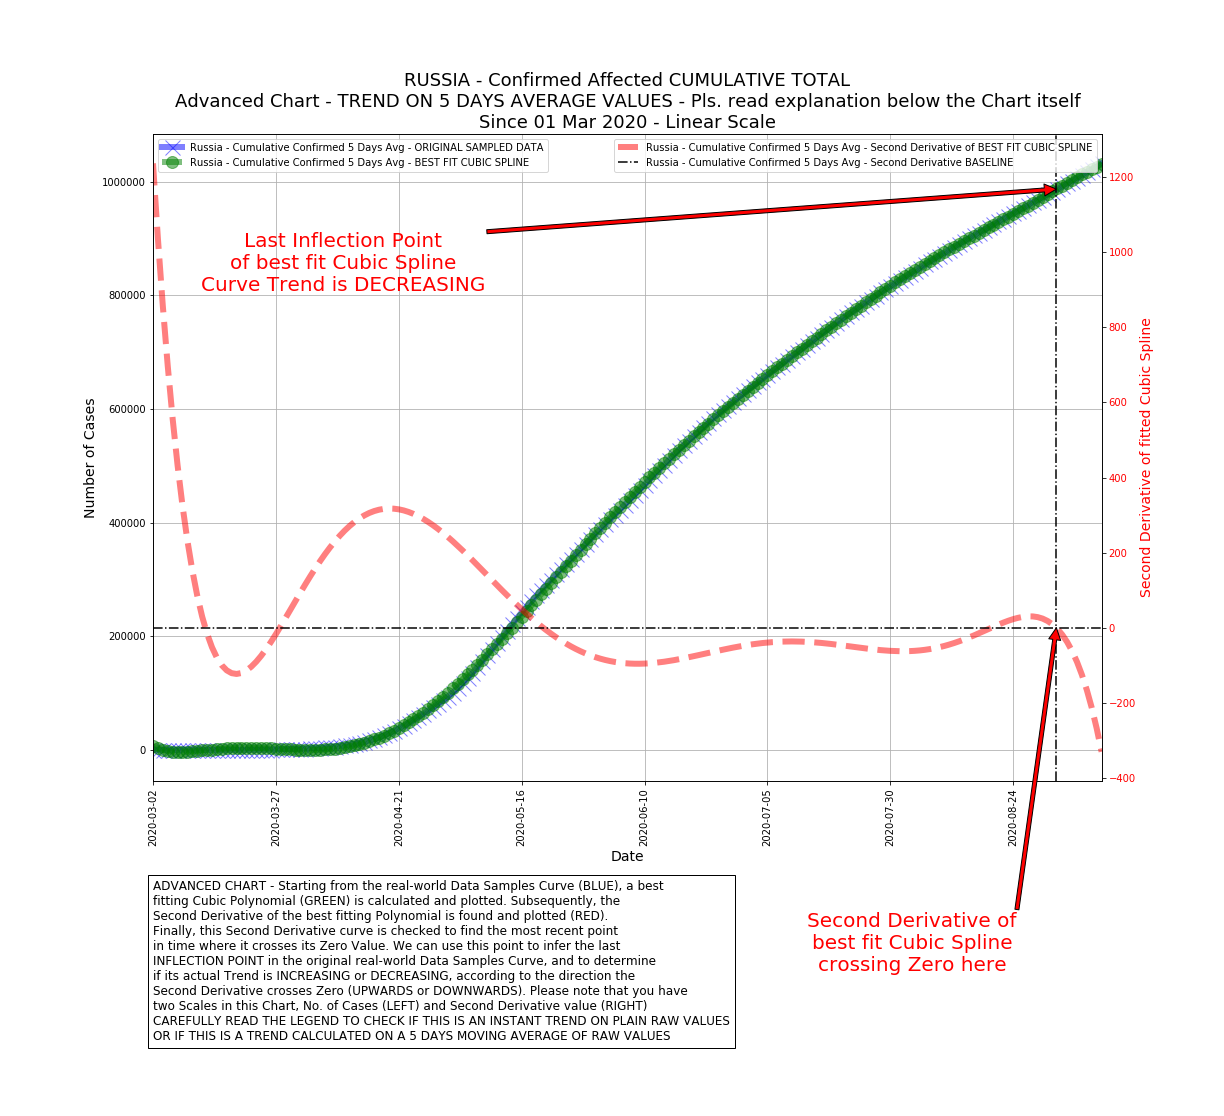 RUSSIA - Confirmed Affected CUMULATIVE TOTAL
Advanced Chart - TREND ON 5 DAYS AVERAGE VALUES - Pls. read explanation below the Chart itself
Since 01 Mar 2020 - Linear Scale
Russia - Cumulative Confirmed 5 Days Avg - ORIGINAL SAMPLED DATA
Russia - Cumulative Confirmed 5 Days Avg - BEST FIT CUBIC SPLINE
Russia - Cumulative Confirmed 5 Days Avg - Second Derivative of BEST FIT CUBIC SPLINE
Russia - Cumulative Confirmed 5 Days Avg - Second Derivative BASELINE
Last Inflection Point
of best fit Cubic Spline
Curve Trend is DECREASING
Number of Cases
1000000
800000
600000
400000
200000
0
1200
1000
800
600
400
200
0
−200
−400
Second Derivative of fitted Cubic Spline
2020-03-02
2020-03-27
2020-04-21
2020-05-16
2020-06-10
2020-07-05
2020-07-30
2020-08-24
Date
Second Derivative of
best fit Cubic Spline
crossing Zero here
ADVANCED CHART - Starting from the real-world Data Samples Curve (BLUE), a best
fitting Cubic Polynomial (GREEN) is calculated and plotted. Subsequently, the
Second Derivative of the best fitting Polynomial is found and plotted (RED).
Finally, this Second Derivative curve is checked to find the most recent point
in time where it crosses its Zero Value. We can use this point to infer the last
INFLECTION POINT in the original real-world Data Samples Curve, and to determine
if its actual Trend is INCREASING or DECREASING, according to the direction the
Second Derivative crosses Zero (UPWARDS or DOWNWARDS). Please note that you have
two Scales in this Chart, No. of Cases (LEFT) and Second Derivative value (RIGHT)
CAREFULLY READ THE LEGEND TO CHECK IF THIS IS AN INSTANT TREND ON PLAIN RAW VALUES
OR IF THIS IS A TREND CALCULATED ON A 5 DAYS MOVING AVERAGE OF RAW VALUES